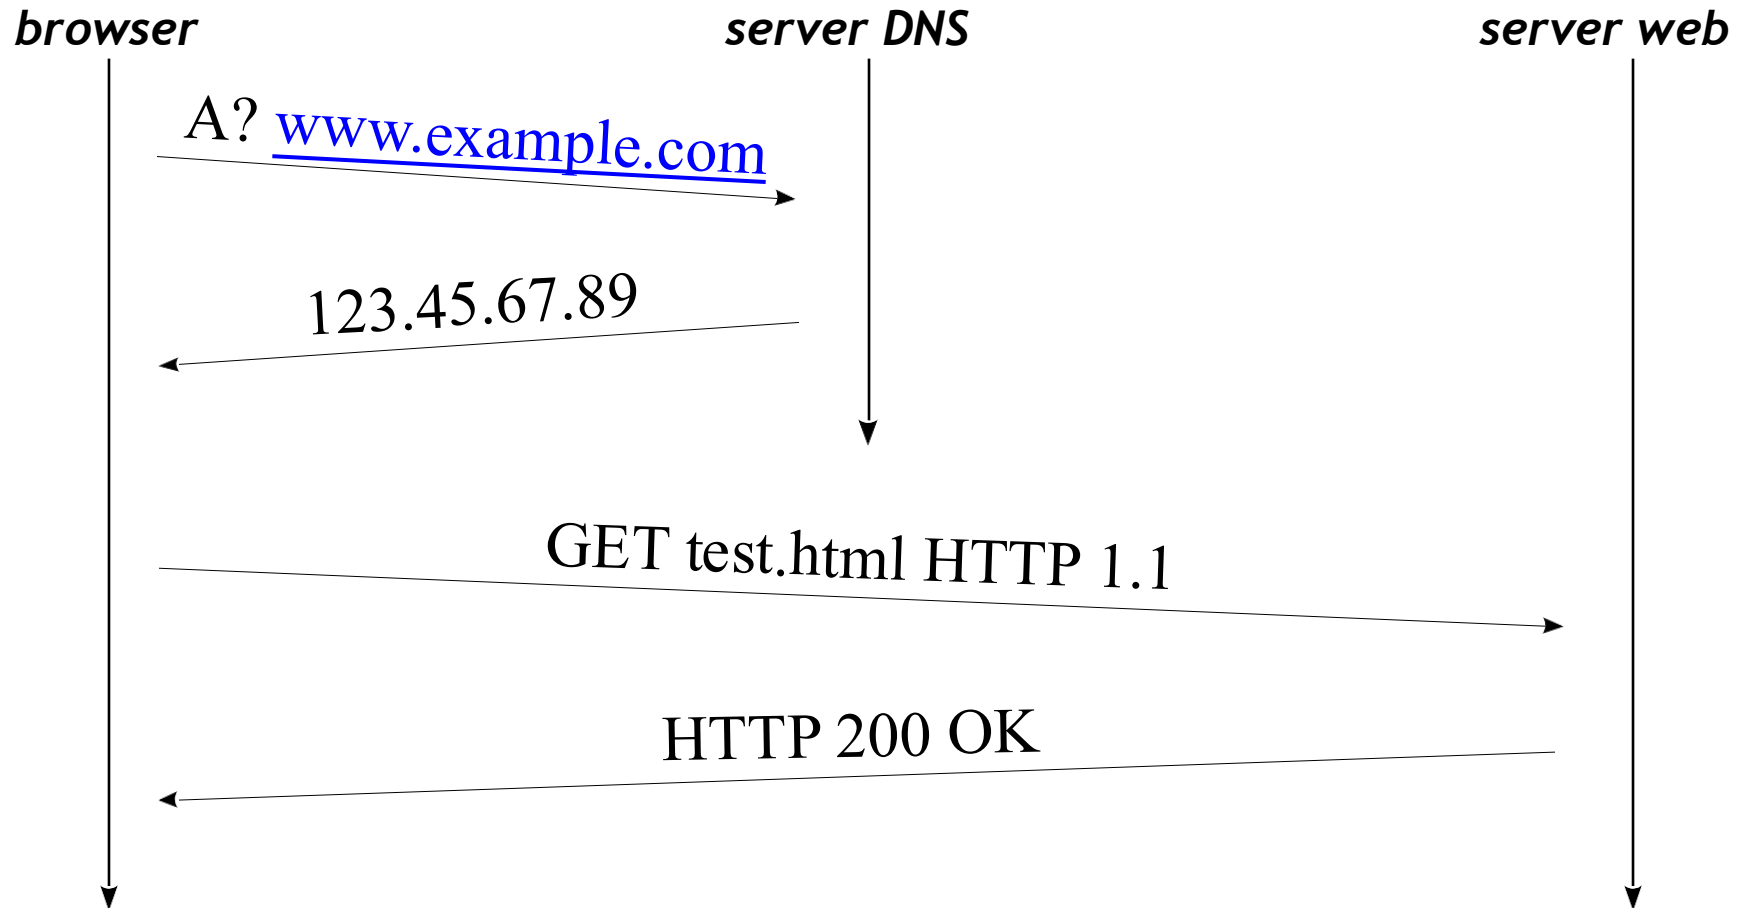 browser
server DNS
server web
A? www.example.com
123.45.67.89
GET test.html HTTP 1.1
HTTP 200 OK